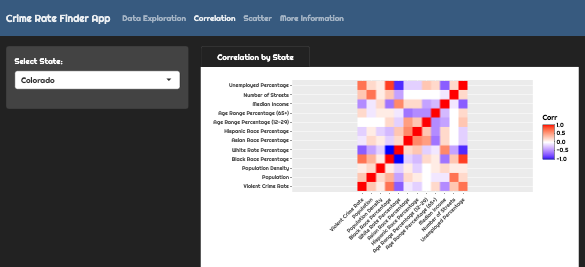 Crime Rate Finder App
Data Exploration
Correlation
Scatter
More Information
Select State:
Colorado
Correlation by State
Unemployed Percentage
Number of Streets
Median Income
Age Range Percentage (65+)
Age Range Percentage (12-29)
Hispanic Race Percentage
Asian Race Percentage
White Race Percentage
Black Race Percentage
Population Density
Population
Violent Crime Rate
Violent Crime Rate
Population
Population Density
Black Race Percentage
White Race Percentage
Asian Race Percentage
Hispanic Race Percentage
Age Range Percentage (12-29)
Age Range Percentage (65+)
Median Income
Number of Streets
Unemployed Percentage
Corr
1.0
0.5
0.0
-0.5
-1.0